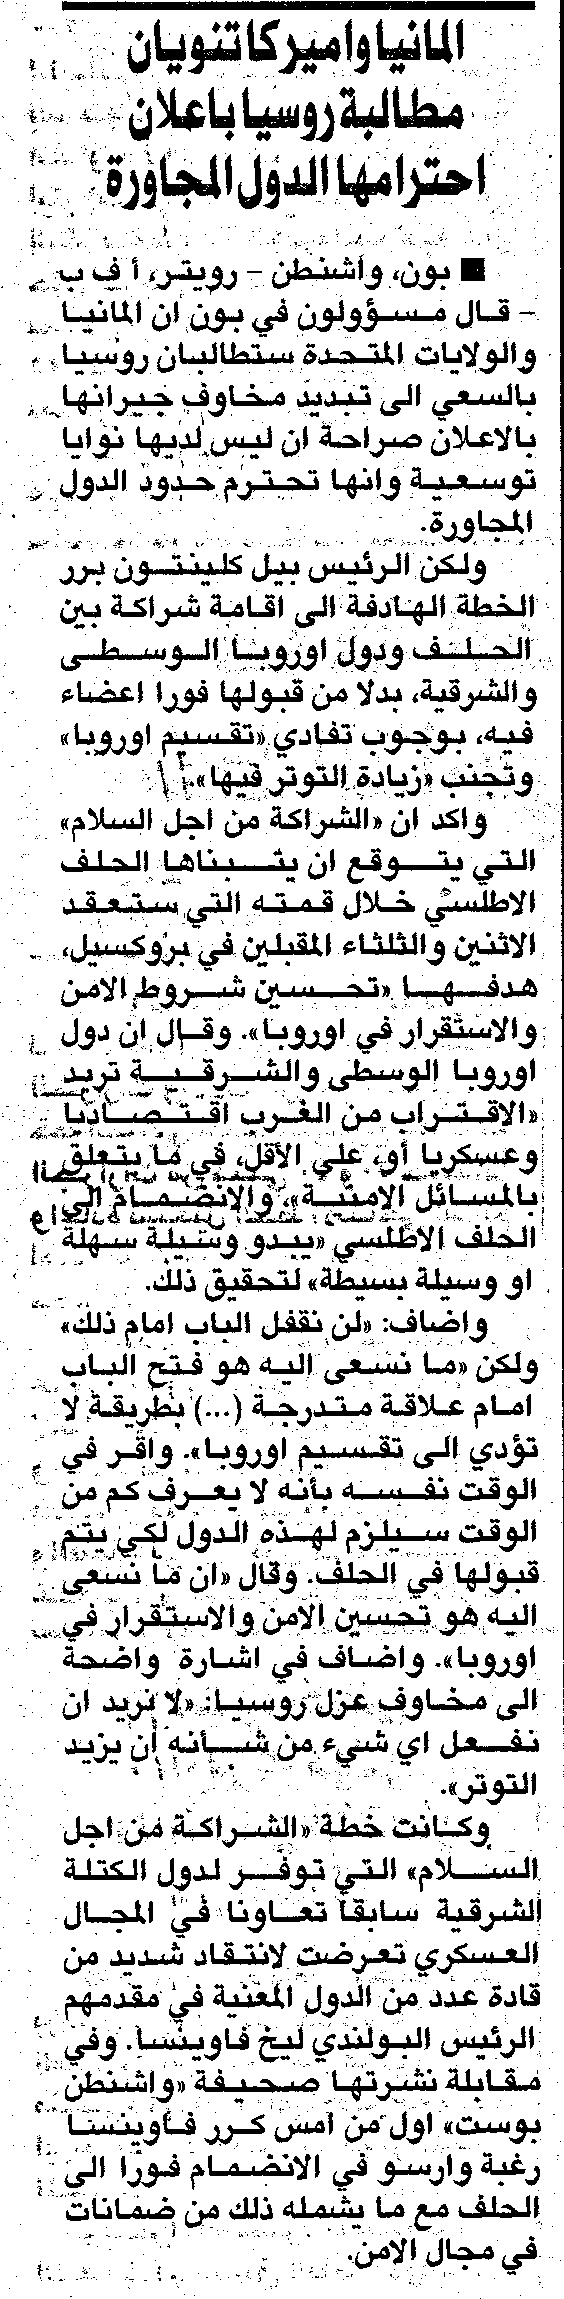 المانيا واميركا تنويان
مطالبة روسيا باعلان
احترامها الدول المجاورة
■ بون، واشنطن - رويتر، أ ف ب
- قال مسؤولون في بون ان المانيا
والولايات المتحدة ستطالبان روسيا
بالسعي الى تبديد مخاوف جيرانها
بالاعلان صراحة ان ليس لديها نوايا
توسعية وانها تحترم حدود الدول
المجاورة.
ولكن الرئيس بيل كلينتون برر
الخطة الهادفة الى اقامة شراكة بين
الحلف ودول اوروبا الوسطى
والشرقية، بدلا من قبولها فورا اعضاء
فيه، بوجوب تفادي «تقسيم اوروبا»
وتجنب «زيادة التوتر فيها».
واكد ان «الشراكة من اجل السلام»
التي يتوقع ان يتبناها الحلف
الاطلسي خلال قمته التي ستعقد
الاثنين والثلثاء المقبلين في بروكسيل،
هدفها «تحسين شروط الامن
والاستقرار في اوروبا». وقال ان دول
اوروبا الوسطى والشرقية تريد
«الاقتراب من الغرب اقتصاديا
وعسكريا أو، على الأقل، في ما يتعلق
بالمسائل الامنية»، والانضمام الى
الحلف الاطلسي «يبدو وسيلة سهلة
او وسيلة بسيطة» لتحقيق ذلك.
واضاف: «لن نقفل الباب امام ذلك»
ولكن «ما نسعى اليه هو فتح الباب
امام علاقة متدرجة (...) بطريقة لا
تؤدي الى تقسيم اوروبا». واقر في
الوقت نفسه بأنه لا يعرف كم من
الوقت سيلزم لهذه الدول لكي يتم
قبولها في الحلف. وقال «ان ما نسعى
اليه هو تحسين الامن والاستقرار في
اوروبا». واضاف في اشارة واضحة
الى مخاوف عزل روسيا: «لا نريد ان
نفعل اي شيء من شأنه أن يزيد
التوتر».
وكانت خطة «الشراكة من اجل
السلام» التي توفر لدول الكتلة
الشرقية سابقا تعاونا في المجال
العسكري تعرضت لانتقاد شديد من
قادة عدد من الدول المعنية في مقدمهم
الرئيس البولندي ليخ فاوينسا. وفي
مقابلة نشرتها صحيفة «واشنطن
بوست» اول من أمس كرر فاوينسا
رغبة وارسو في الانضمام فورا الى
الحلف مع ما يشمله ذلك من ضمانات
في مجال الامن.